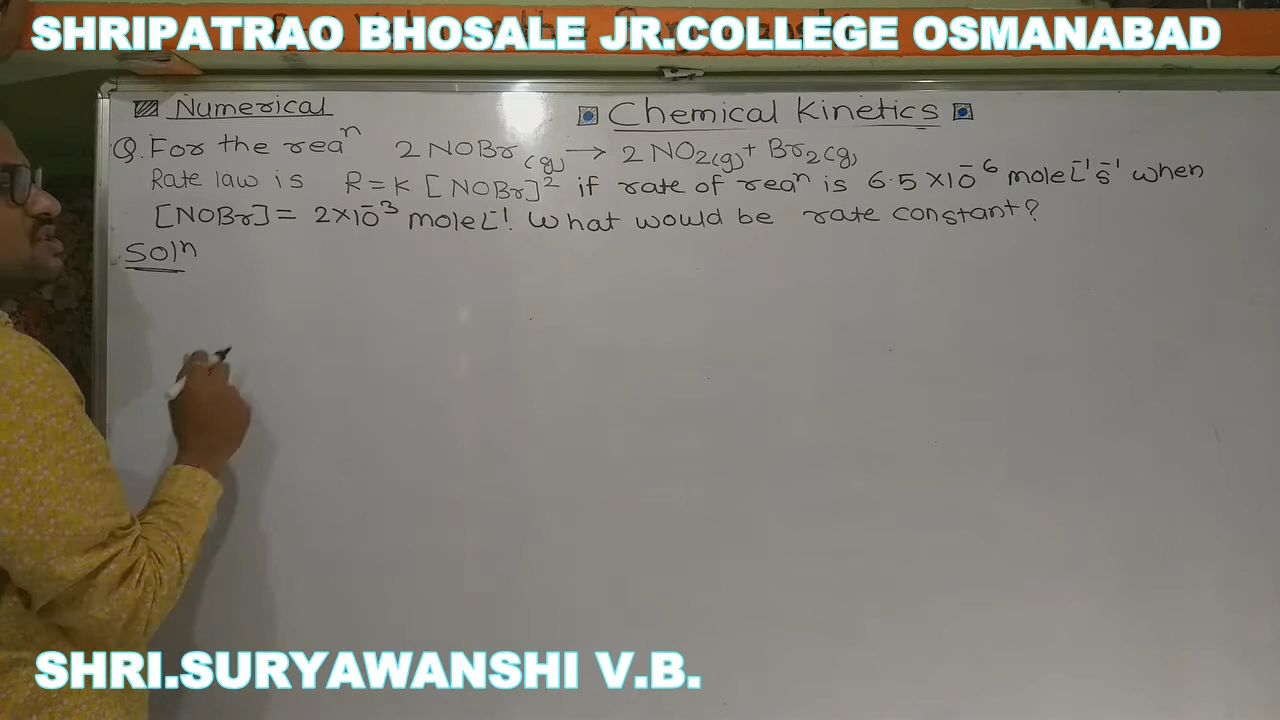 SHRIPATRAO BHOSALE JR.COLLEGE OSMANABAD
Numerical
Chemical Kinetics
Q. For the reaⁿ 2NOBr(g) → 2NO₂(g) + Br₂(g)
Rate law is R = K [NOBr]² if rate of reaⁿ is 6.5 × 10⁻⁶ mole L⁻¹ s⁻¹ when
[NOBr] = 2×10⁻³ mole L⁻¹. What would be rate constant?
Solⁿ
SHRI.SURYAWANSHI V.B.